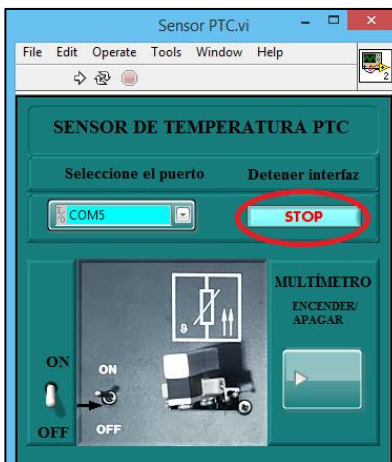 Sensor PTC.vi
File Edit Operate Tools Window Help
2
SENSOR DE TEMPERATURA PTC
Seleccione el puerto
Detener interfaz
I/O COM5
STOP
MULTÍMETRO
ENCENDER/
APAGAR
ON
OFF
ON
OFF
ϑ